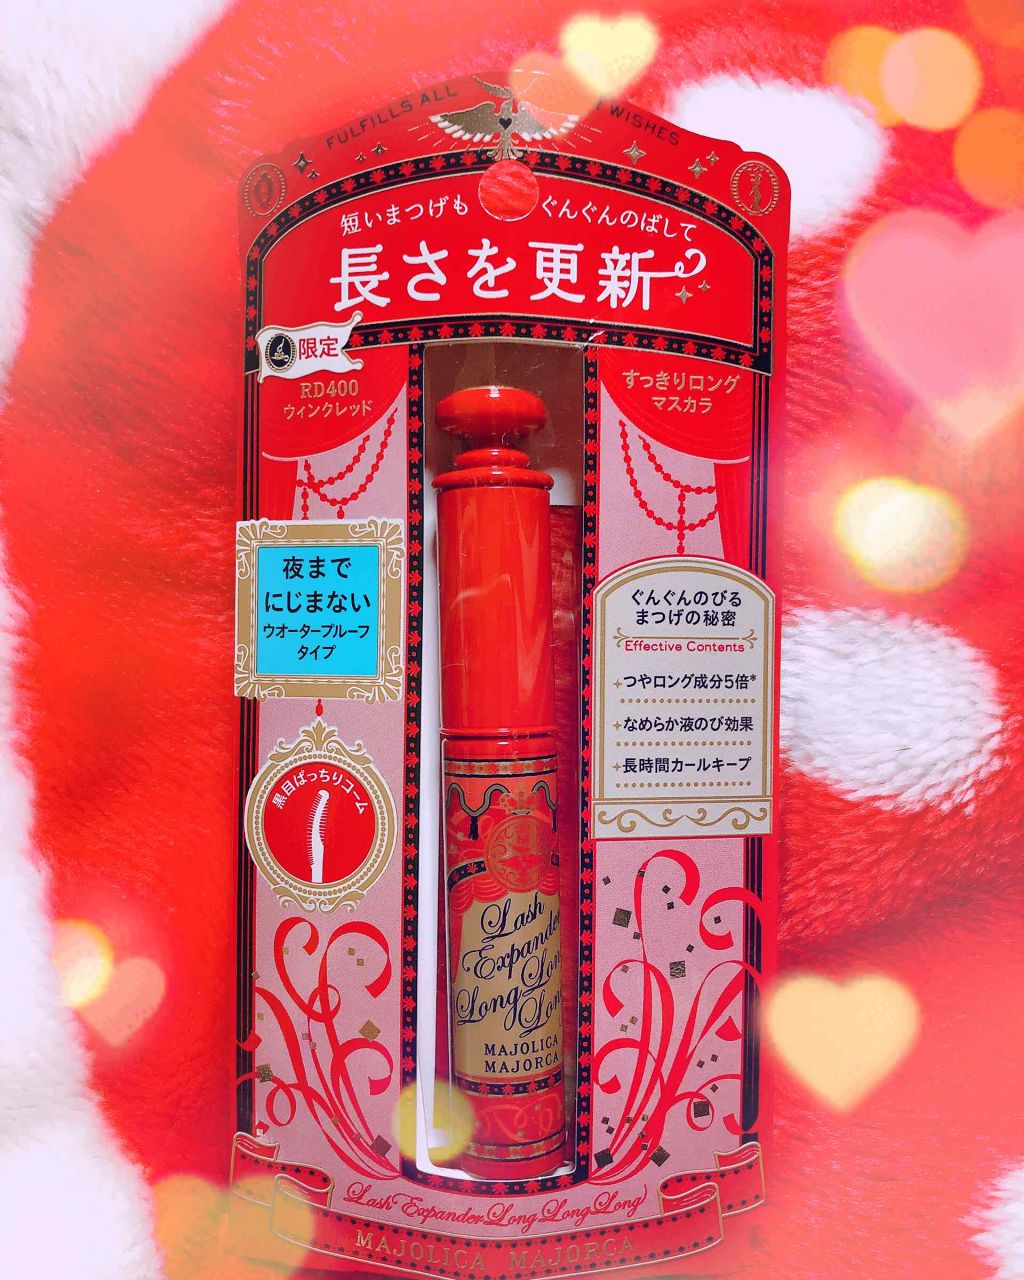 FULFILLS ALL WISHES
短いまつげも ぐんぐんのばして
長さを更新
限定
RD400
ウィンクレッド
すっきりロング
マスカラ
夜まで
にじまない
ウオータープルーフ
タイプ
黒目ぱっちりコーム
ぐんぐんのびる
まつげの秘密
Effective Contents
つやロング成分5倍*
なめらか液のび効果
長時間カールキープ
Lash
Expander
Long Long
Long
MAJOLICA
MAJORCA
Lash Expander Long Long Long
MAJOLICA MAJORCA